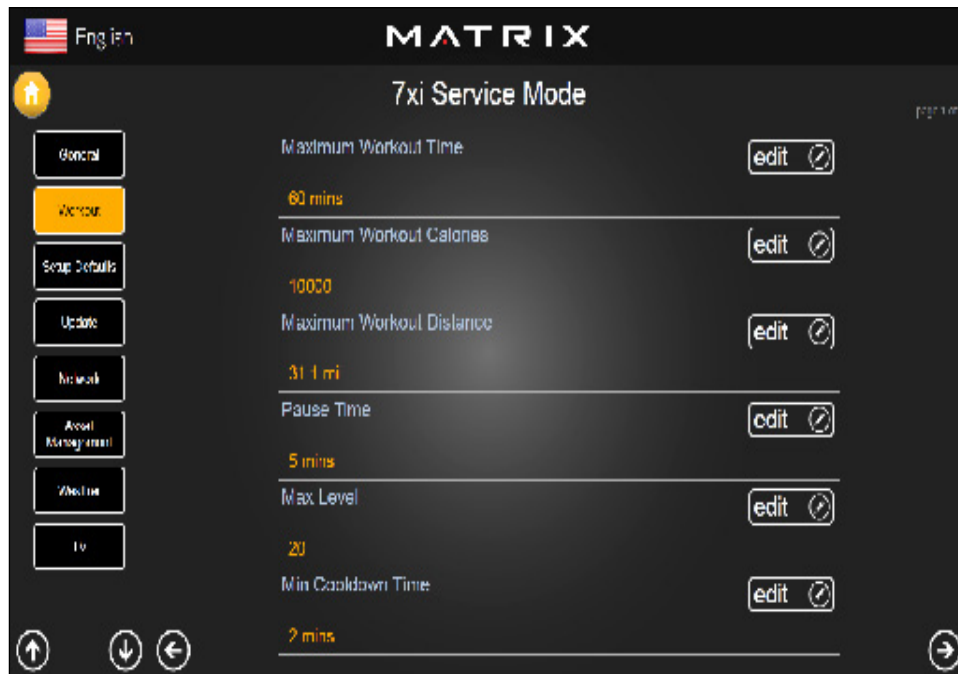 English
MATRIX
7xi Service Mode
General
Workout
Setup Defaults
Update
Network
Asset
Management
Weather
TV
Maximum Workout Time
edit
60 mins
Maximum Workout Calories
edit
10000
Maximum Workout Distance
edit
31.1 mi
Pause Time
edit
5 mins
Max Level
edit
20
Min Cooldown Time
edit
2 mins